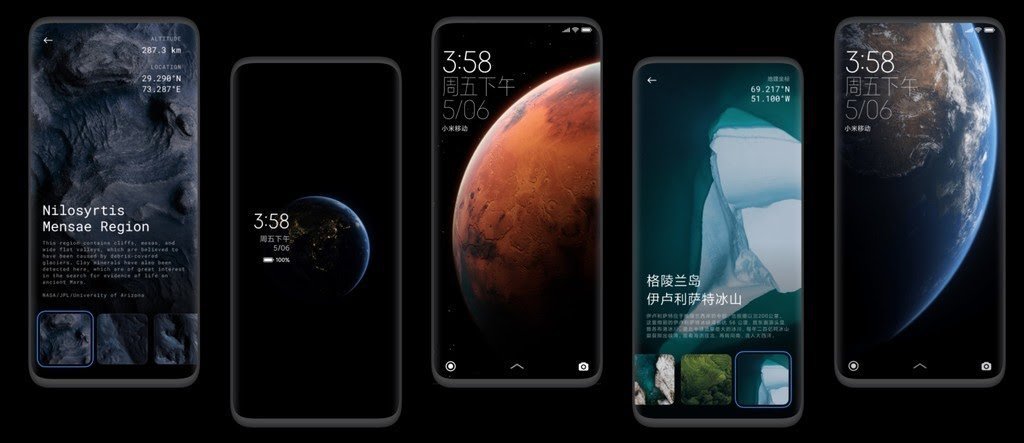 ALTITUDE
287.3 km
LOCATION
29.290°N
73.287°E
Nilosyrtis
Mensae Region
This region contains cliffs, mesas, and
wide flat valleys, which are believed to
have been caused by debris-covered
glaciers. Clay minerals have also been
detected here, which are of great interest
in the search for evidence of life on
ancient Mars.
NASA/JPL/University of Arizona
3:58
周五下午
5/06
100%
3:58
周五下午
5/06
小米移动
地理坐标
69.217°N
51.100°W
格陵兰岛
伊卢利萨特冰山
3:58
周五下午
5/06
小米移动